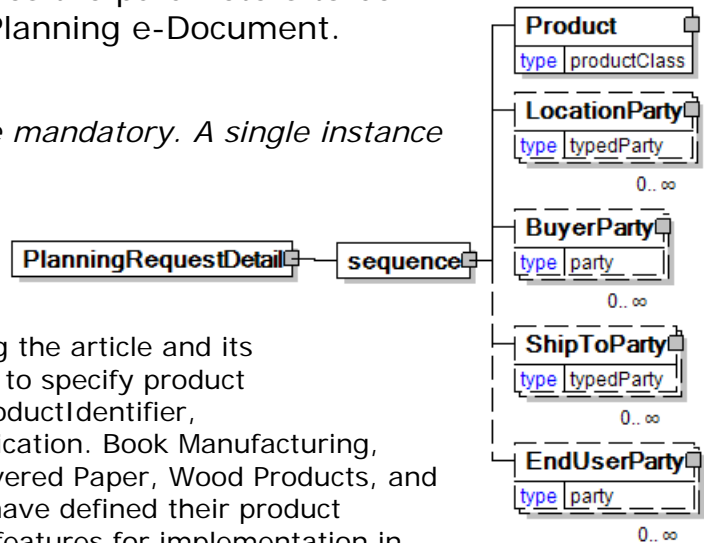 Planning e-Document.
mandatory. A single instance
g the article and its
to specify product
oductIdentifier,
ication. Book Manufacturing,
vered Paper, Wood Products, and
have defined their product
features for implementation in
PlanningRequestDetail
sequence
Product
type productClass
LocationParty
type typedParty
0.. ∞
BuyerParty
type party
0.. ∞
ShipToParty
type typedParty
0.. ∞
EndUserParty
type party
0.. ∞